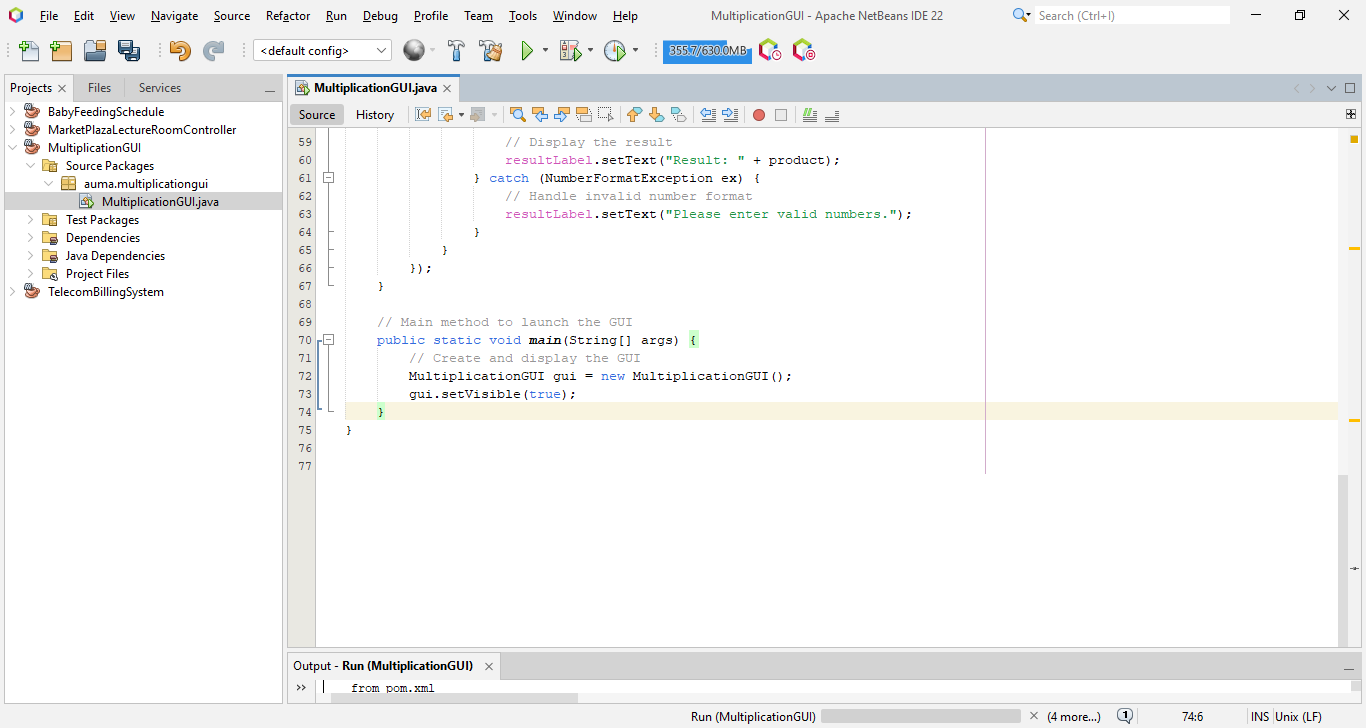 File Edit View Navigate Source Refactor Run Debug Profile Team Tools Window Help MultiplicationGUI - Apache NetBeans IDE 22 Search (Ctrl+I)
<default config> 355.7/630.0MB
Projects Files Services
MultiplicationGUI.java
Source History
BabyFeedingSchedule
MarketPlazaLectureRoomController
MultiplicationGUI
Source Packages
auma.multiplicationgui
MultiplicationGUI.java
Test Packages
Dependencies
Java Dependencies
Project Files
TelecomBillingSystem
59 // Display the result
60 resultLabel.setText("Result: " + product);
61 } catch (NumberFormatException ex) {
62 // Handle invalid number format
63 resultLabel.setText("Please enter valid numbers.");
64 }
65 }
66 });
67 }
68
69 // Main method to launch the GUI
70 public static void main(String[] args) {
71 // Create and display the GUI
72 MultiplicationGUI gui = new MultiplicationGUI();
73 gui.setVisible(true);
74 }
75 }
76
77
Output - Run (MultiplicationGUI)
from pom.xml
Run (MultiplicationGUI) (4 more...) 1 74:6 INS Unix (LF)